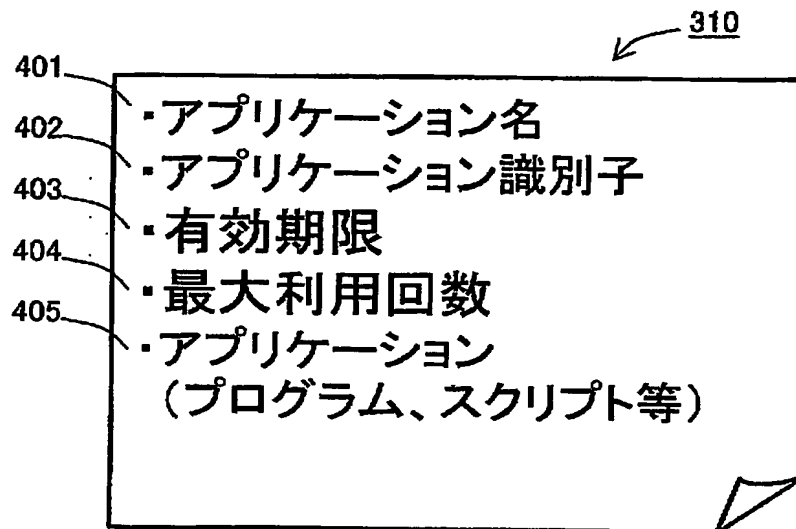 310
401 ・アプリケーション名
402 ・アプリケーション識別子
403 ・有効期限
404 ・最大利用回数
405 ・アプリケーション
（プログラム、スクリプト等）